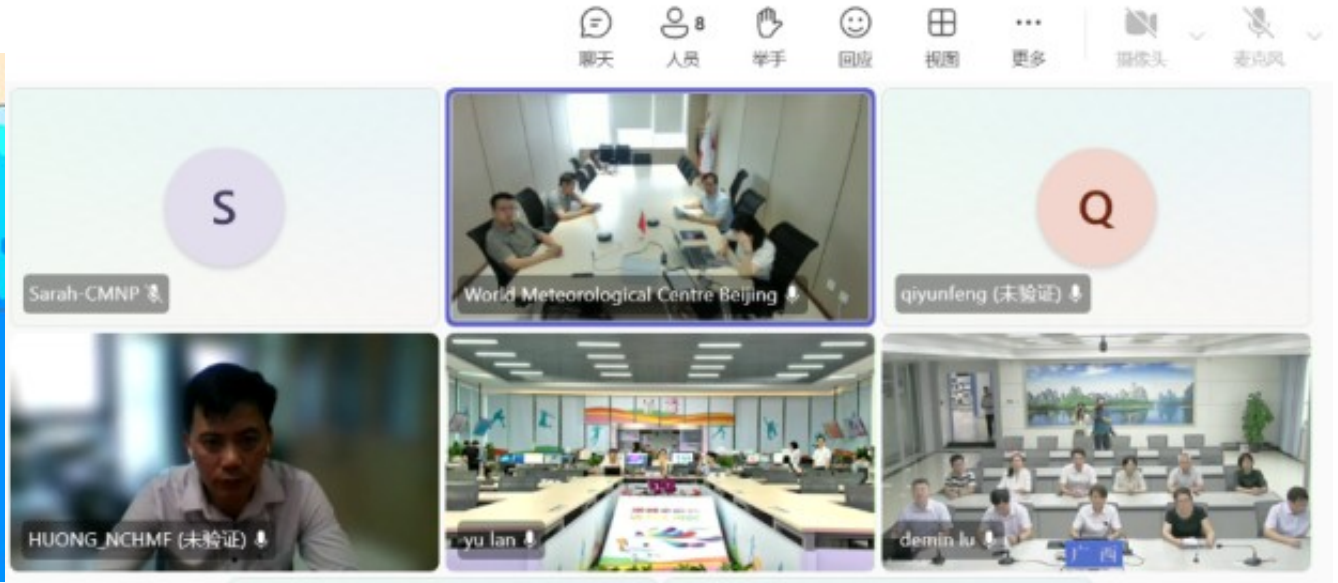 8
聊天 人员 举手 回应 视图 更多 摄像头 麦克风
S
Q
Sarah-CMNP
World Meteorological Centre Beijing
qiyunfeng (未验证)
HUONG_NCHMF (未验证)
yu lan
demin lu
广西